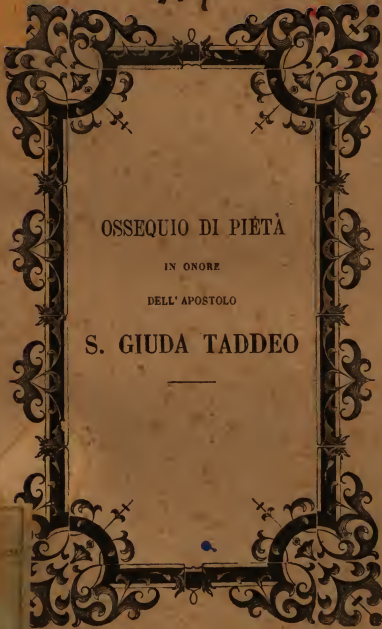 OSSEQUIO DI PIETÀ
IN ONORE
DELL' APOSTOLO
S. GIUDA TADDEO